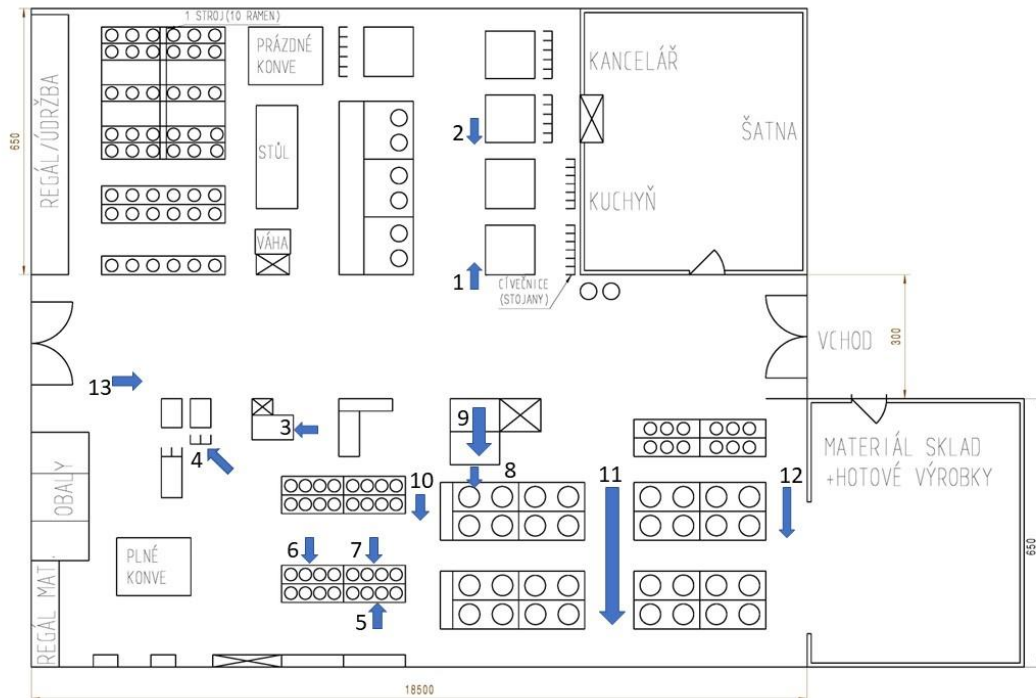 1 STROJ(10 RAMEN)
PRÁZDNÉ
KONVE
KANCELÁŘ
ŠATNA
KUCHYŇ
REGÁL/ÚDRŽBA
650
STŮL
VÁHA
2
1
CÍVEČNICE
(STOJANY)
VCHOD
300
13
3
4
9
8
10
11
12
MATERIÁL SKLAD
+HOTOVÉ VÝROBKY
OBALY
PLNÉ
KONVE
6
7
5
REGÁL MAT.
650
18500